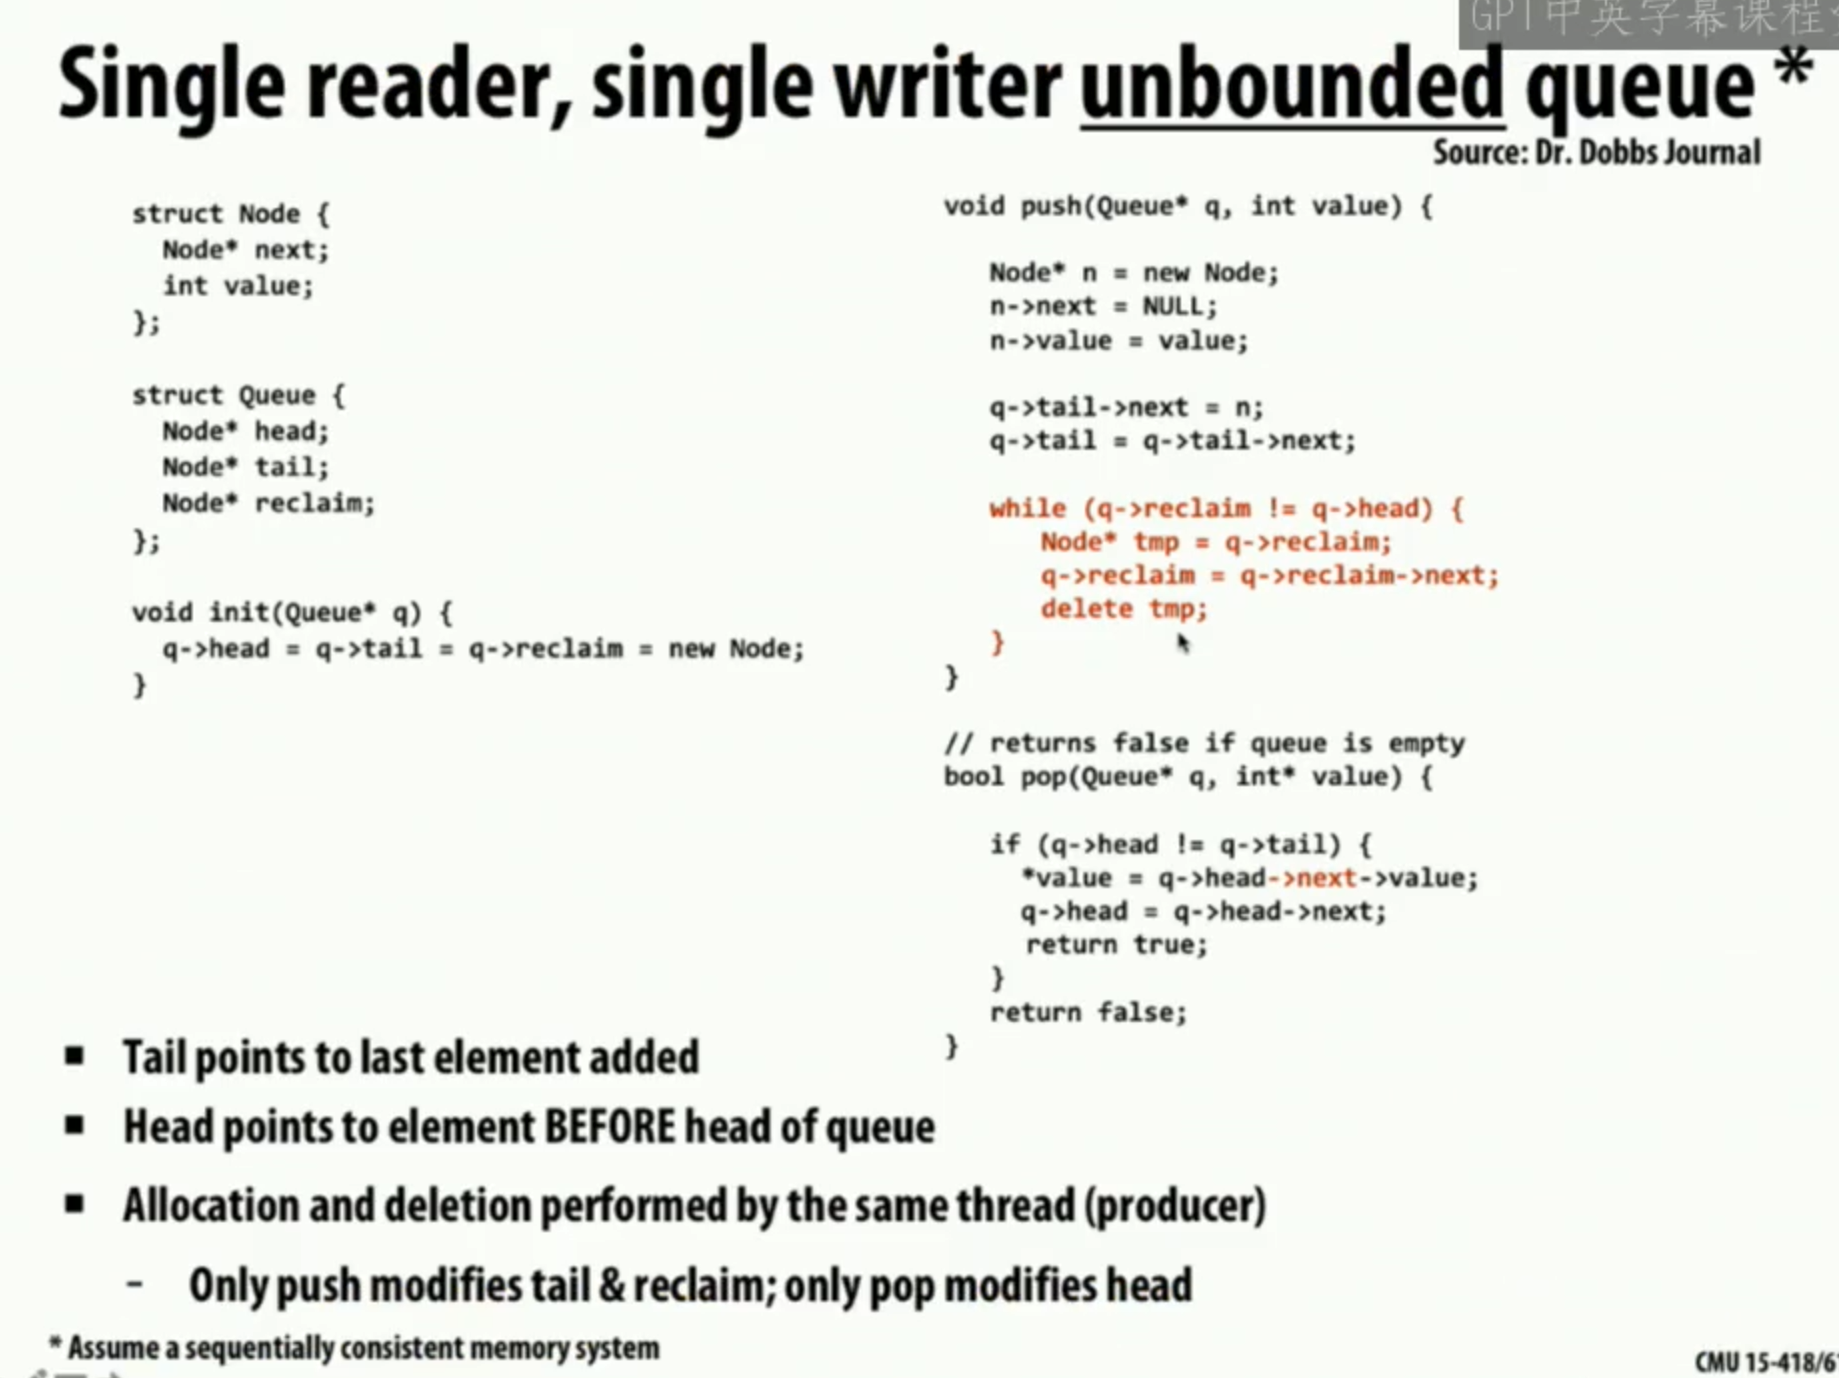 GPT中英字幕课程
Single reader, single writer unbounded queue *
Source: Dr. Dobbs Journal
struct Node {
  Node* next;
  int value;
};
struct Queue {
  Node* head;
  Node* tail;
  Node* reclaim;
};
void init(Queue* q) {
  q->head = q->tail = q->reclaim = new Node;
}
void push(Queue* q, int value) {
   Node* n = new Node;
   n->next = NULL;
   n->value = value;
   q->tail->next = n;
   q->tail = q->tail->next;
   while (q->reclaim != q->head) {
      Node* tmp = q->reclaim;
      q->reclaim = q->reclaim->next;
      delete tmp;
   }
}
// returns false if queue is empty
bool pop(Queue* q, int* value) {
   if (q->head != q->tail) {
     *value = q->head->next->value;
     q->head = q->head->next;
     return true;
   }
   return false;
}
■ Tail points to last element added
■ Head points to element BEFORE head of queue
■ Allocation and deletion performed by the same thread (producer)
- Only push modifies tail & reclaim; only pop modifies head
* Assume a sequentially consistent memory system
CMU 15-418/6